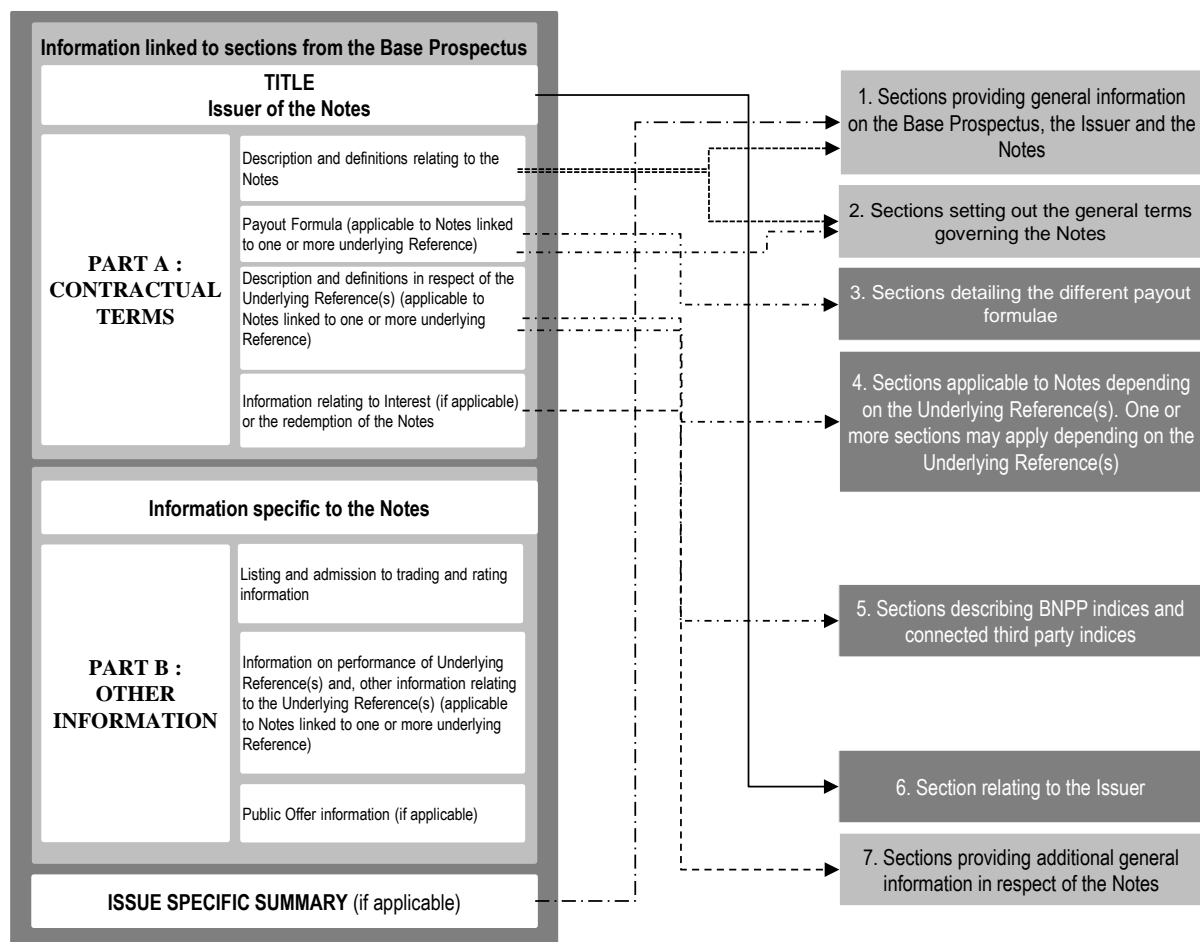 Information linked to sections from the Base Prospectus
TITLE
Issuer of the Notes
PART A :
CONTRACTUAL
TERMS
Description and definitions relating to the
Notes
Payout Formula (applicable to Notes linked
to one or more underlying Reference)
Description and definitions in respect of the
Underlying Reference(s) (applicable to
Notes linked to one or more underlying
Reference)
Information relating to Interest (if applicable)
or the redemption of the Notes
Information specific to the Notes
PART B :
OTHER
INFORMATION
Listing and admission to trading and rating
information
Information on performance of Underlying
Reference(s) and, other information relating
to the Underlying Reference(s) (applicable
to Notes linked to one or more underlying
Reference)
Public Offer information (if applicable)
ISSUE SPECIFIC SUMMARY (if applicable)
1. Sections providing general information
on the Base Prospectus, the Issuer and the
Notes
2. Sections setting out the general terms
governing the Notes
3. Sections detailing the different payout
formulae
4. Sections applicable to Notes depending
on the Underlying Reference(s). One or
more sections may apply depending on the
Underlying Reference(s)
5. Sections describing BNPP indices and
connected third party indices
6. Section relating to the Issuer
7. Sections providing additional general
information in respect of the Notes